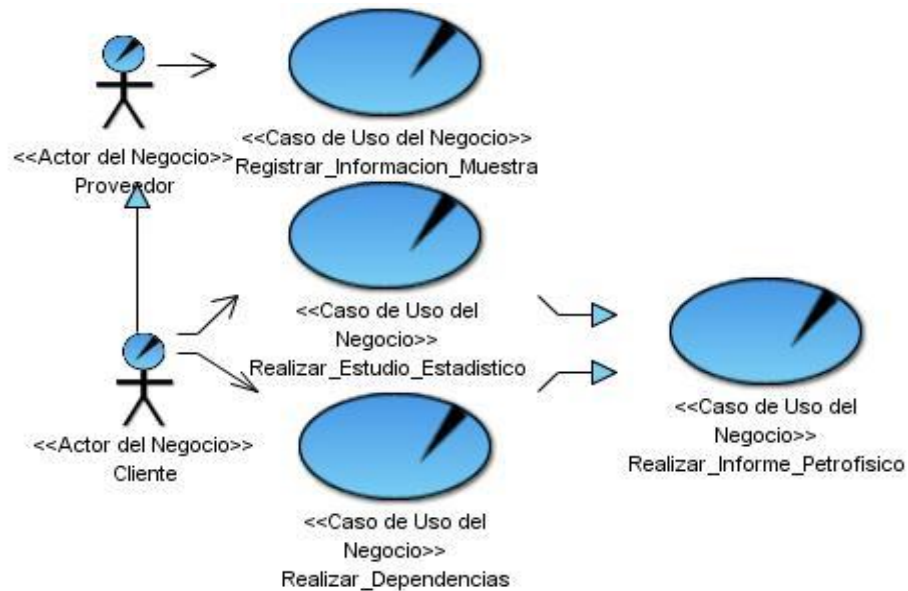 <<Actor del Negocio>>
Proveedor
<<Caso de Uso del Negocio>>
Registrar_Informacion_Muestra
<<Caso de Uso del
Negocio>>
Realizar_Estudio_Estadistico
<<Actor del Negocio>>
Cliente
<<Caso de Uso del
Negocio>>
Realizar_Informe_Petrofisico
<<Caso de Uso del
Negocio>>
Realizar_Dependencias